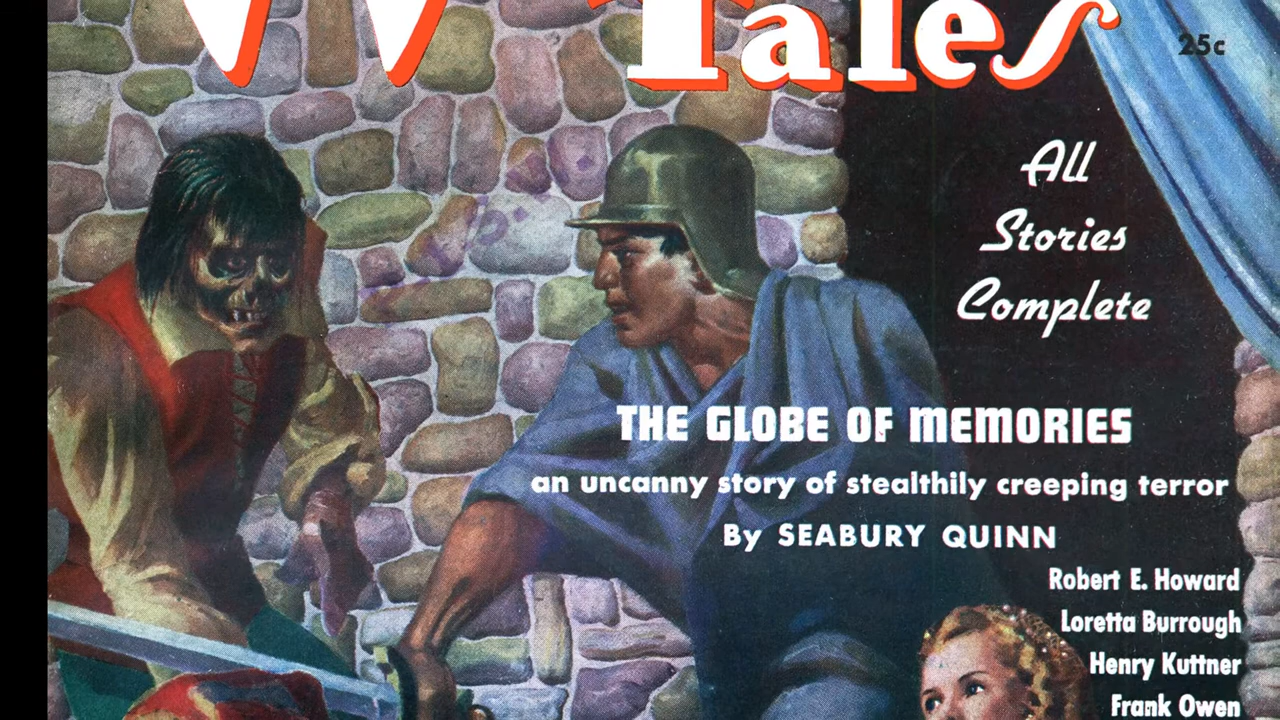 Tales
25c
All
Stories
Complete
THE GLOBE OF MEMORIES
an uncanny story of stealthily creeping terror
By SEABURY QUINN
Robert E. Howard
Loretta Burrough
Henry Kuttner
Frank Owen